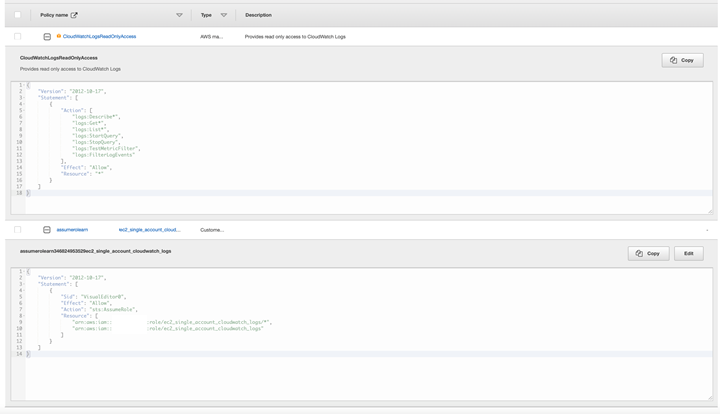 Policy name Type Description
CloudWatchLogsReadOnlyAccess AWS ma... Provides read only access to CloudWatch Logs
CloudWatchLogsReadOnlyAccess
Provides read only access to CloudWatch Logs
Copy
1 {
2 "Version": "2012-10-17",
3 "Statement": [
4 {
5 "Action": [
6 "logs:Describe*",
7 "logs:Get*",
8 "logs:List*",
9 "logs:StartQuery",
10 "logs:StopQuery",
11 "logs:TestMetricFilter",
12 "logs:FilterLogEvents"
13 ],
14 "Effect": "Allow",
15 "Resource": "*"
16 }
17 ]
18 }
assumerolearn ec2_single_account_cloud... Custome... -
assumerolearn348824953529ec2_single_account_cloudwatch_logs
Copy Edit
1 {
2 "Version": "2012-10-17",
3 "Statement": [
4 {
5 "Sid": "VisualEditor0",
6 "Effect": "Allow",
7 "Action": "sts:AssumeRole",
8 "Resource": [
9 "arn:aws:iam:: :role/ec2_single_account_cloudwatch_logs/*",
10 "arn:aws:iam:: :role/ec2_single_account_cloudwatch_logs"
11 ]
12 }
13 ]
14 }